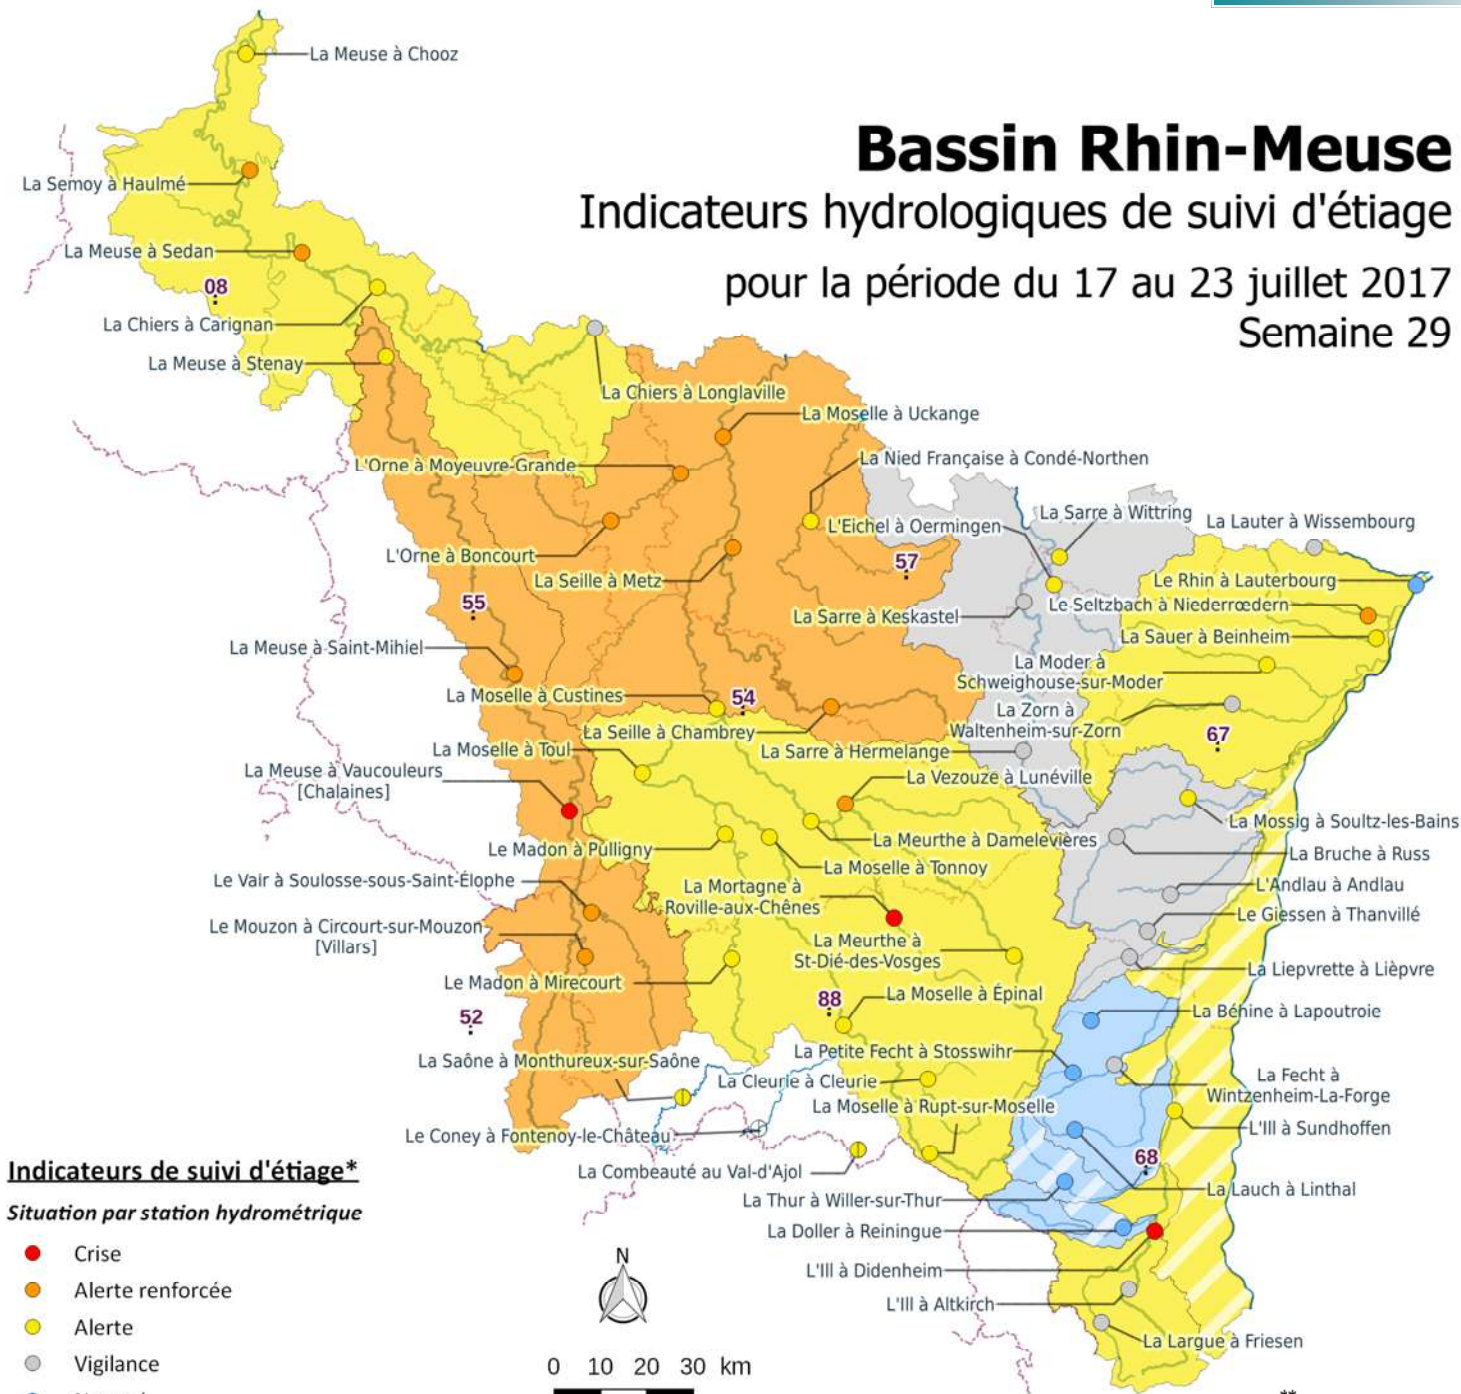 La Meuse à Chooz
Bassin Rhin-Meuse
Indicateurs hydrologiques de suivi d'étiage
pour la période du 17 au 23 juillet 2017
Semaine 29
La Semoy à Haulmé
La Meuse à Sedan
08
La Chiers à Carignan
La Meuse à Stenay
La Chiers à Longlaville
La Moselle à Uckange
L'Orne à Moyeuvre-Grande
La Nied Française à Condé-Northen
L'Eichel à Oermingen
La Sarre à Wittring
La Lauter à Wissembourg
L'Orne à Boncourt
La Seille à Metz
57
Le Rhin à Lauterbourg
55
La Sarre à Keskastel
Le Seltzbach à Niederrœdern
La Meuse à Saint-Mihiel
La Sauer à Beinheim
La Moder à
Schweighouse-sur-Moder
La Moselle à Custines
54
La Seille à Chambrey
La Zorn à
Waltenheim-sur-Zorn
67
La Moselle à Toul
La Sarre à Hermelange
La Meuse à Vaucouleurs
[Chalaines]
La Vezouze à Lunéville
La Mossig à Soultz-les-Bains
Le Madon à Pulligny
La Meurthe à Damelevières
La Bruche à Russ
La Moselle à Tonnoy
Le Vair à Soulosse-sous-Saint-Élophe
La Mortagne à
Roville-aux-Chênes
L'Andlau à Andlau
Le Mouzon à Circourt-sur-Mouzon
[Villars]
Le Giessen à Thanvillé
La Meurthe à
St-Dié-des-Vosges
La Liepvrette à Lièpvre
Le Madon à Mirecourt
88
La Moselle à Épinal
52
La Béhine à Lapoutroie
La Saône à Monthureux-sur-Saône
La Petite Fecht à Stosswihr
La Cleurie à Cleurie
La Fecht à
Wintzenheim-La-Forge
La Moselle à Rupt-sur-Moselle
Le Coney à Fontenoy-le-Château
L'Ill à Sundhoffen
La Combeauté au Val-d'Ajol
68
La Thur à Willer-sur-Thur
La Lauch à Linthal
La Doller à Reiningue
L'Ill à Didenheim
L'Ill à Altkirch
La Largue à Friesen
Indicateurs de suivi d'étiage*
Situation par station hydrométrique
Crise
Alerte renforcée
Alerte
Vigilance
N
0 10 20 30 km
**